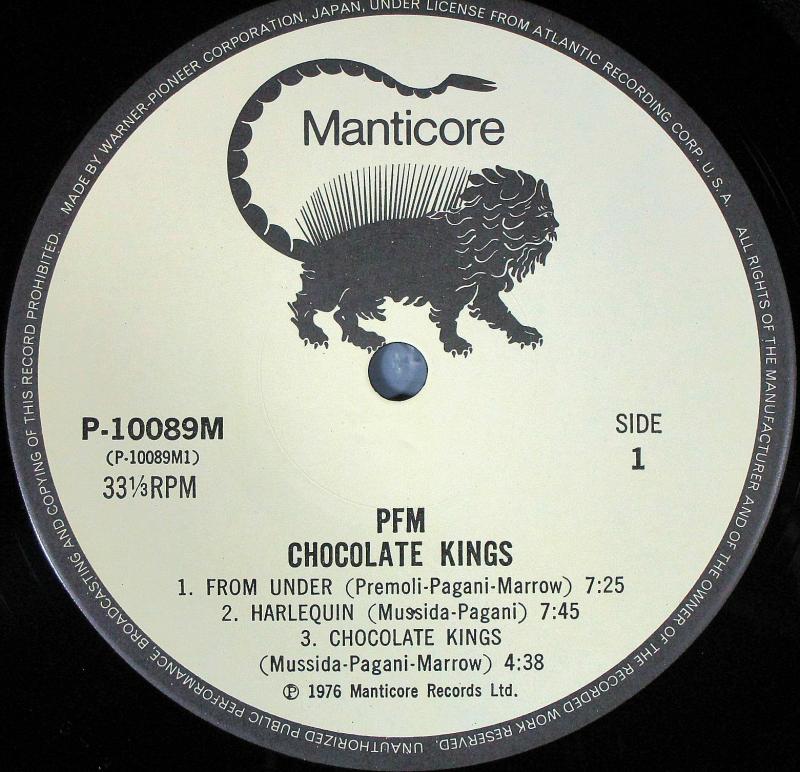 MADE BY WARNER-PIONEER CORPORATION, JAPAN, UNDER LICENSE FROM ATLANTIC RECORDING CORP. U.S.A. ALL RIGHTS OF THE MANUFACTURER AND OF THE OWNER OF THE RECORDED WORK RESERVED. UNAUTHORIZED PUBLIC PERFORMANCE, BROADCASTING AND COPYING OF THIS RECORD PROHIBITED.
Manticore
P-10089M
(P-10089M1)
33⅓RPM
SIDE
1
PFM
CHOCOLATE KINGS
1. FROM UNDER (Premoli-Pagani-Marrow) 7:25
2. HARLEQUIN (Mussida-Pagani) 7:45
3. CHOCOLATE KINGS
(Mussida-Pagani-Marrow) 4:38
℗ 1976 Manticore Records Ltd.